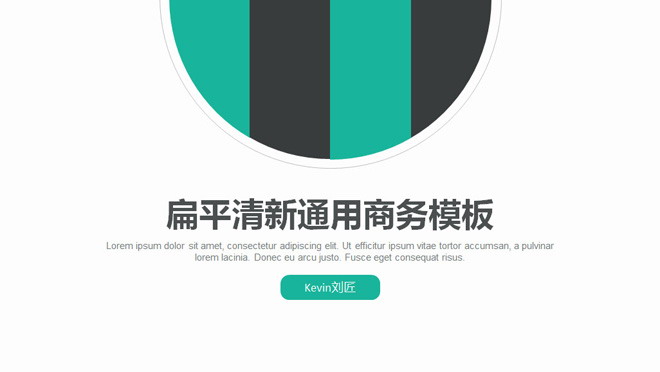 扁平清新通用商务模板
Lorem ipsum dolor sit amet, consectetur adipiscing elit. Ut efficitur ipsum vitae tortor accumsan, a pulvinar
lorem lacinia. Donec eu arcu justo. Fusce eget consequat risus.
Kevin刘匠